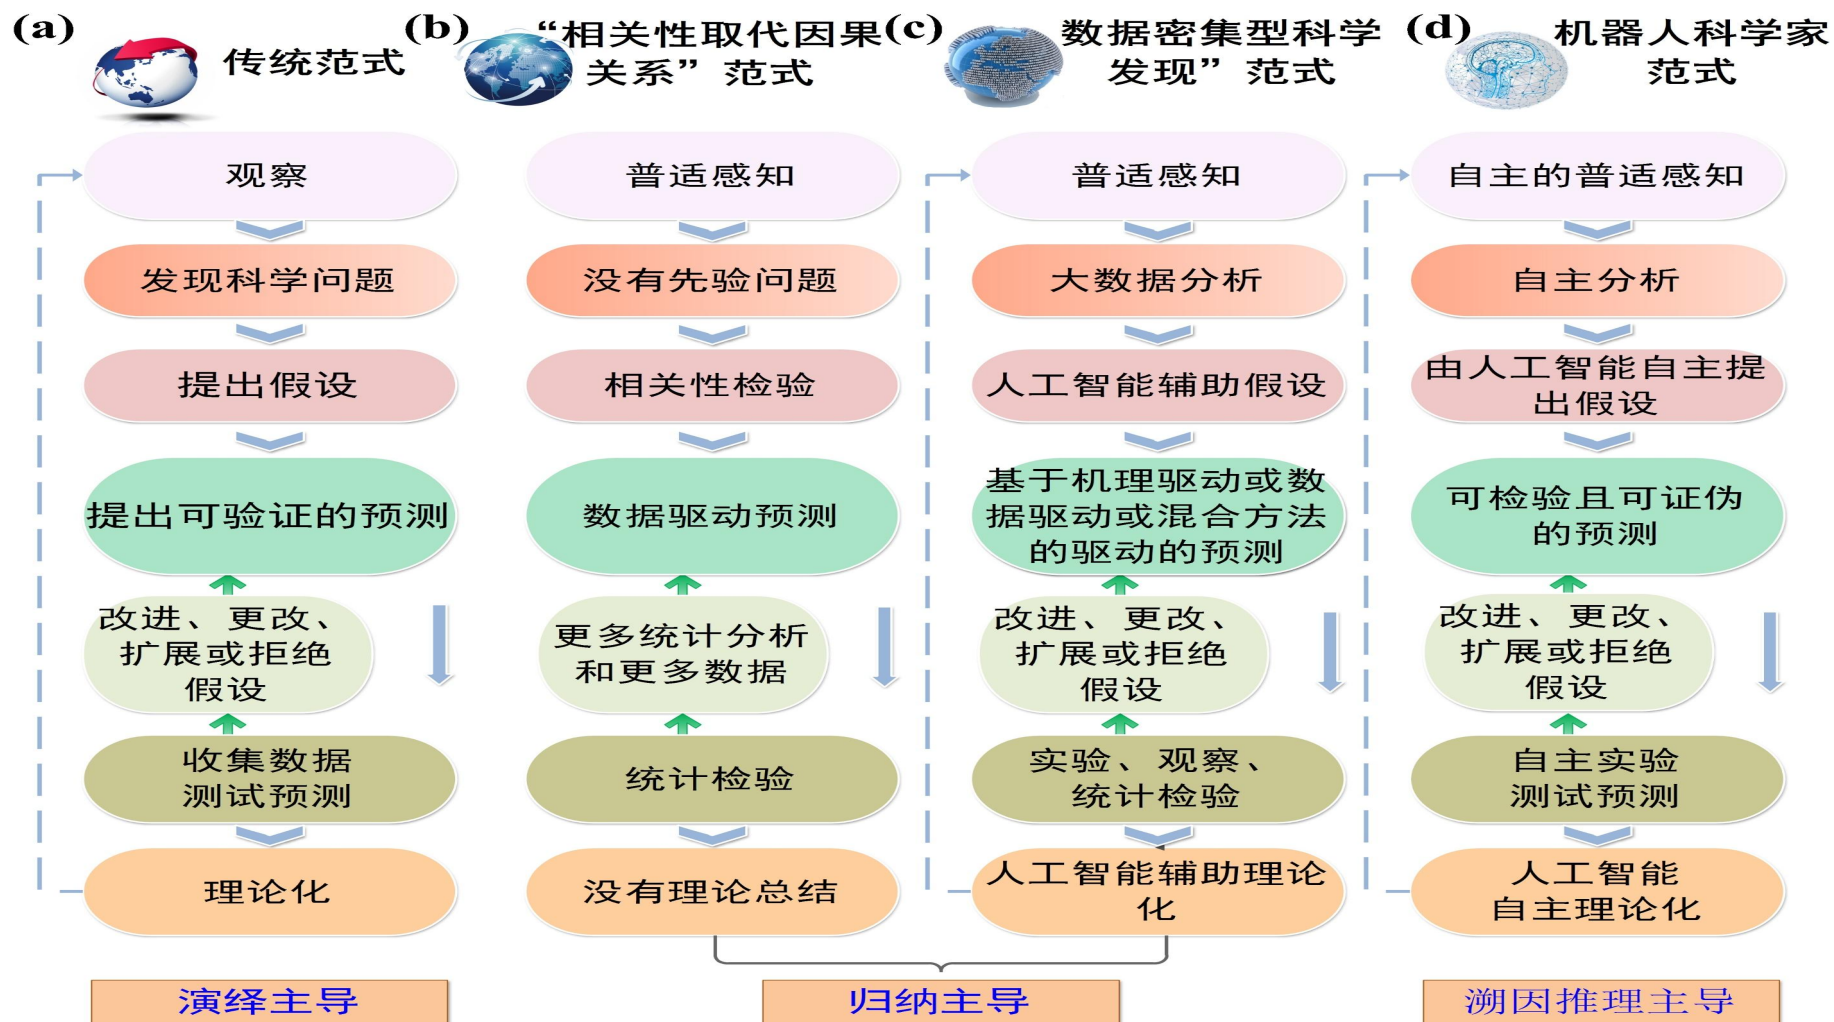 (a)
传统范式
观察
发现科学问题
提出假设
提出可验证的预测
改进、更改、
扩展或拒绝
假设
收集数据
测试预测
理论化
演绎主导
(b)
“相关性取代因果
关系”范式
普适感知
没有先验问题
相关性检验
数据驱动预测
更多统计分析
和更多数据
统计检验
没有理论总结
(c)
数据密集型科学
发现”范式
普适感知
大数据分析
人工智能辅助假设
基于机理驱动或数
据驱动或混合方法
的驱动的预测
改进、更改、
扩展或拒绝
假设
实验、观察、
统计检验
人工智能辅助理论
化
归纳主导
(d)
机器人科学家
范式
自主的普适感知
自主分析
由人工智能自主提
出假设
可检验且可证伪
的预测
改进、更改、
扩展或拒绝
假设
自主实验
测试预测
人工智能
自主理论化
溯因推理主导